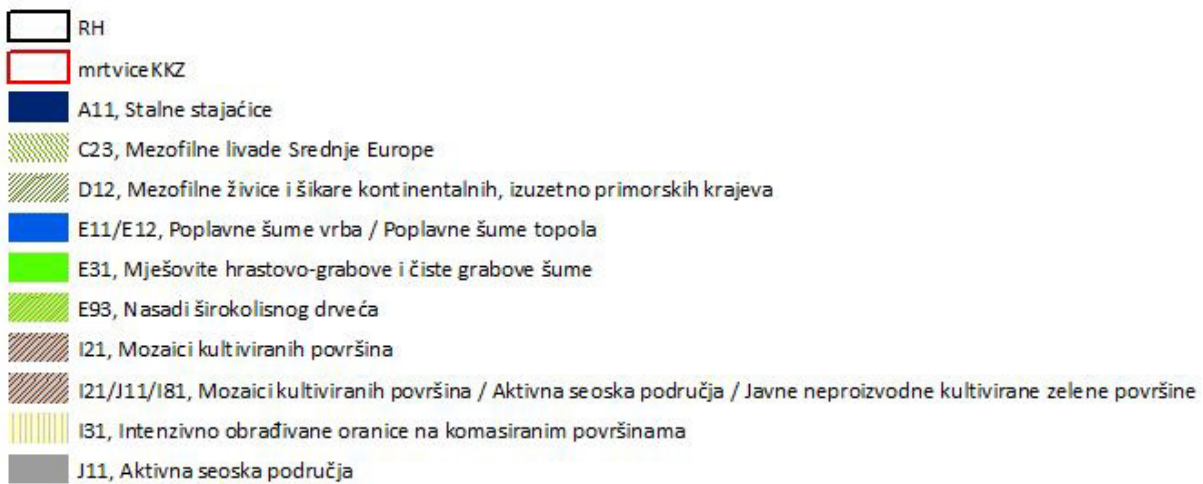 RH
mrtviceKKZ
A11, Stalne stajaćice
C23, Mezofilne livade Srednje Europe
D12, Mezofilne živice i šikare kontinentalnih, izuzetno primorskih krajeva
E11/E12, Poplavne šume vrba / Poplavne šume topola
E31, Mješovite hrastovo-grabove i čiste grabove šume
E93, Nasadi širokolisnog drveća
I21, Mozaici kultiviranih površina
I21/J11/I81, Mozaici kultiviranih površina / Aktivna seoska područja / Javne neproizvodne kultivirane zelene površine
I31, Intenzivno obrađivane oranice na komasiranim površinama
J11, Aktivna seoska područja